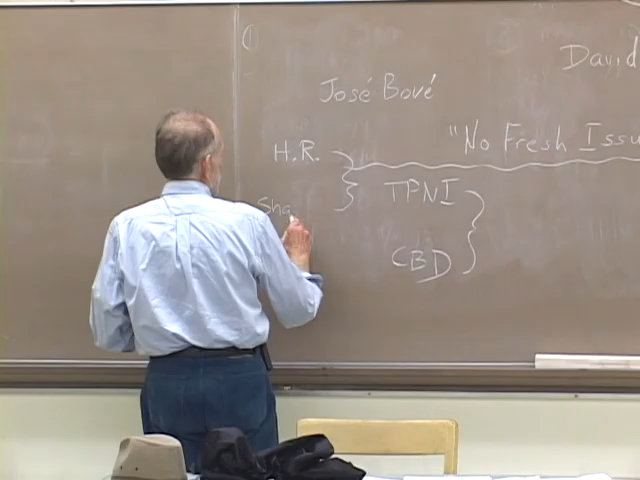 ①
David
José Bové
"No Fresh Issu
H.R.
TPNI
Sha
CBD